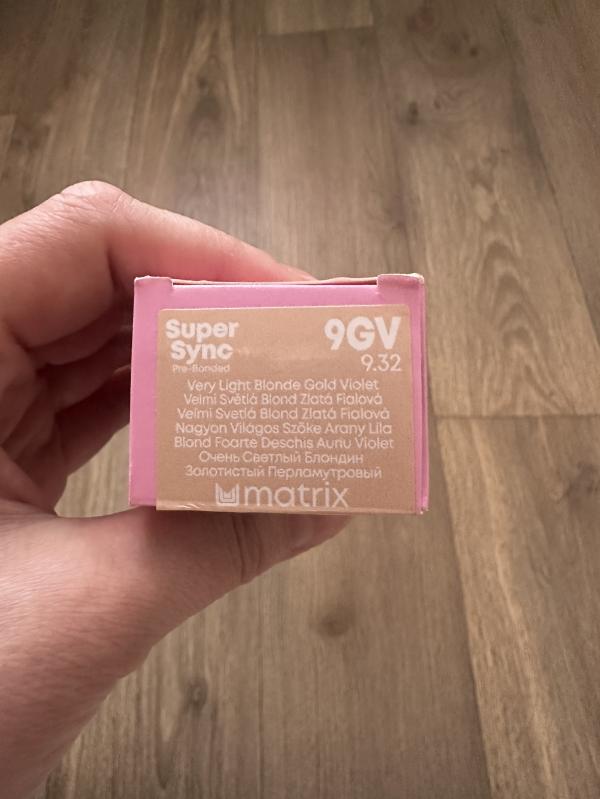 Super
Sync
Pre-Bonded
9GV
9.32
Very Light Blonde Gold Violet
Velmi Světlá Blond Zlatá Fialová
Veľmi Svetlá Blond Zlatá Fialová
Nagyon Világos Szőke Arany Lila
Blond Foarte Deschis Auriu Violet
Очень Светлый Блондин
Золотистый Перламутровый
matrix